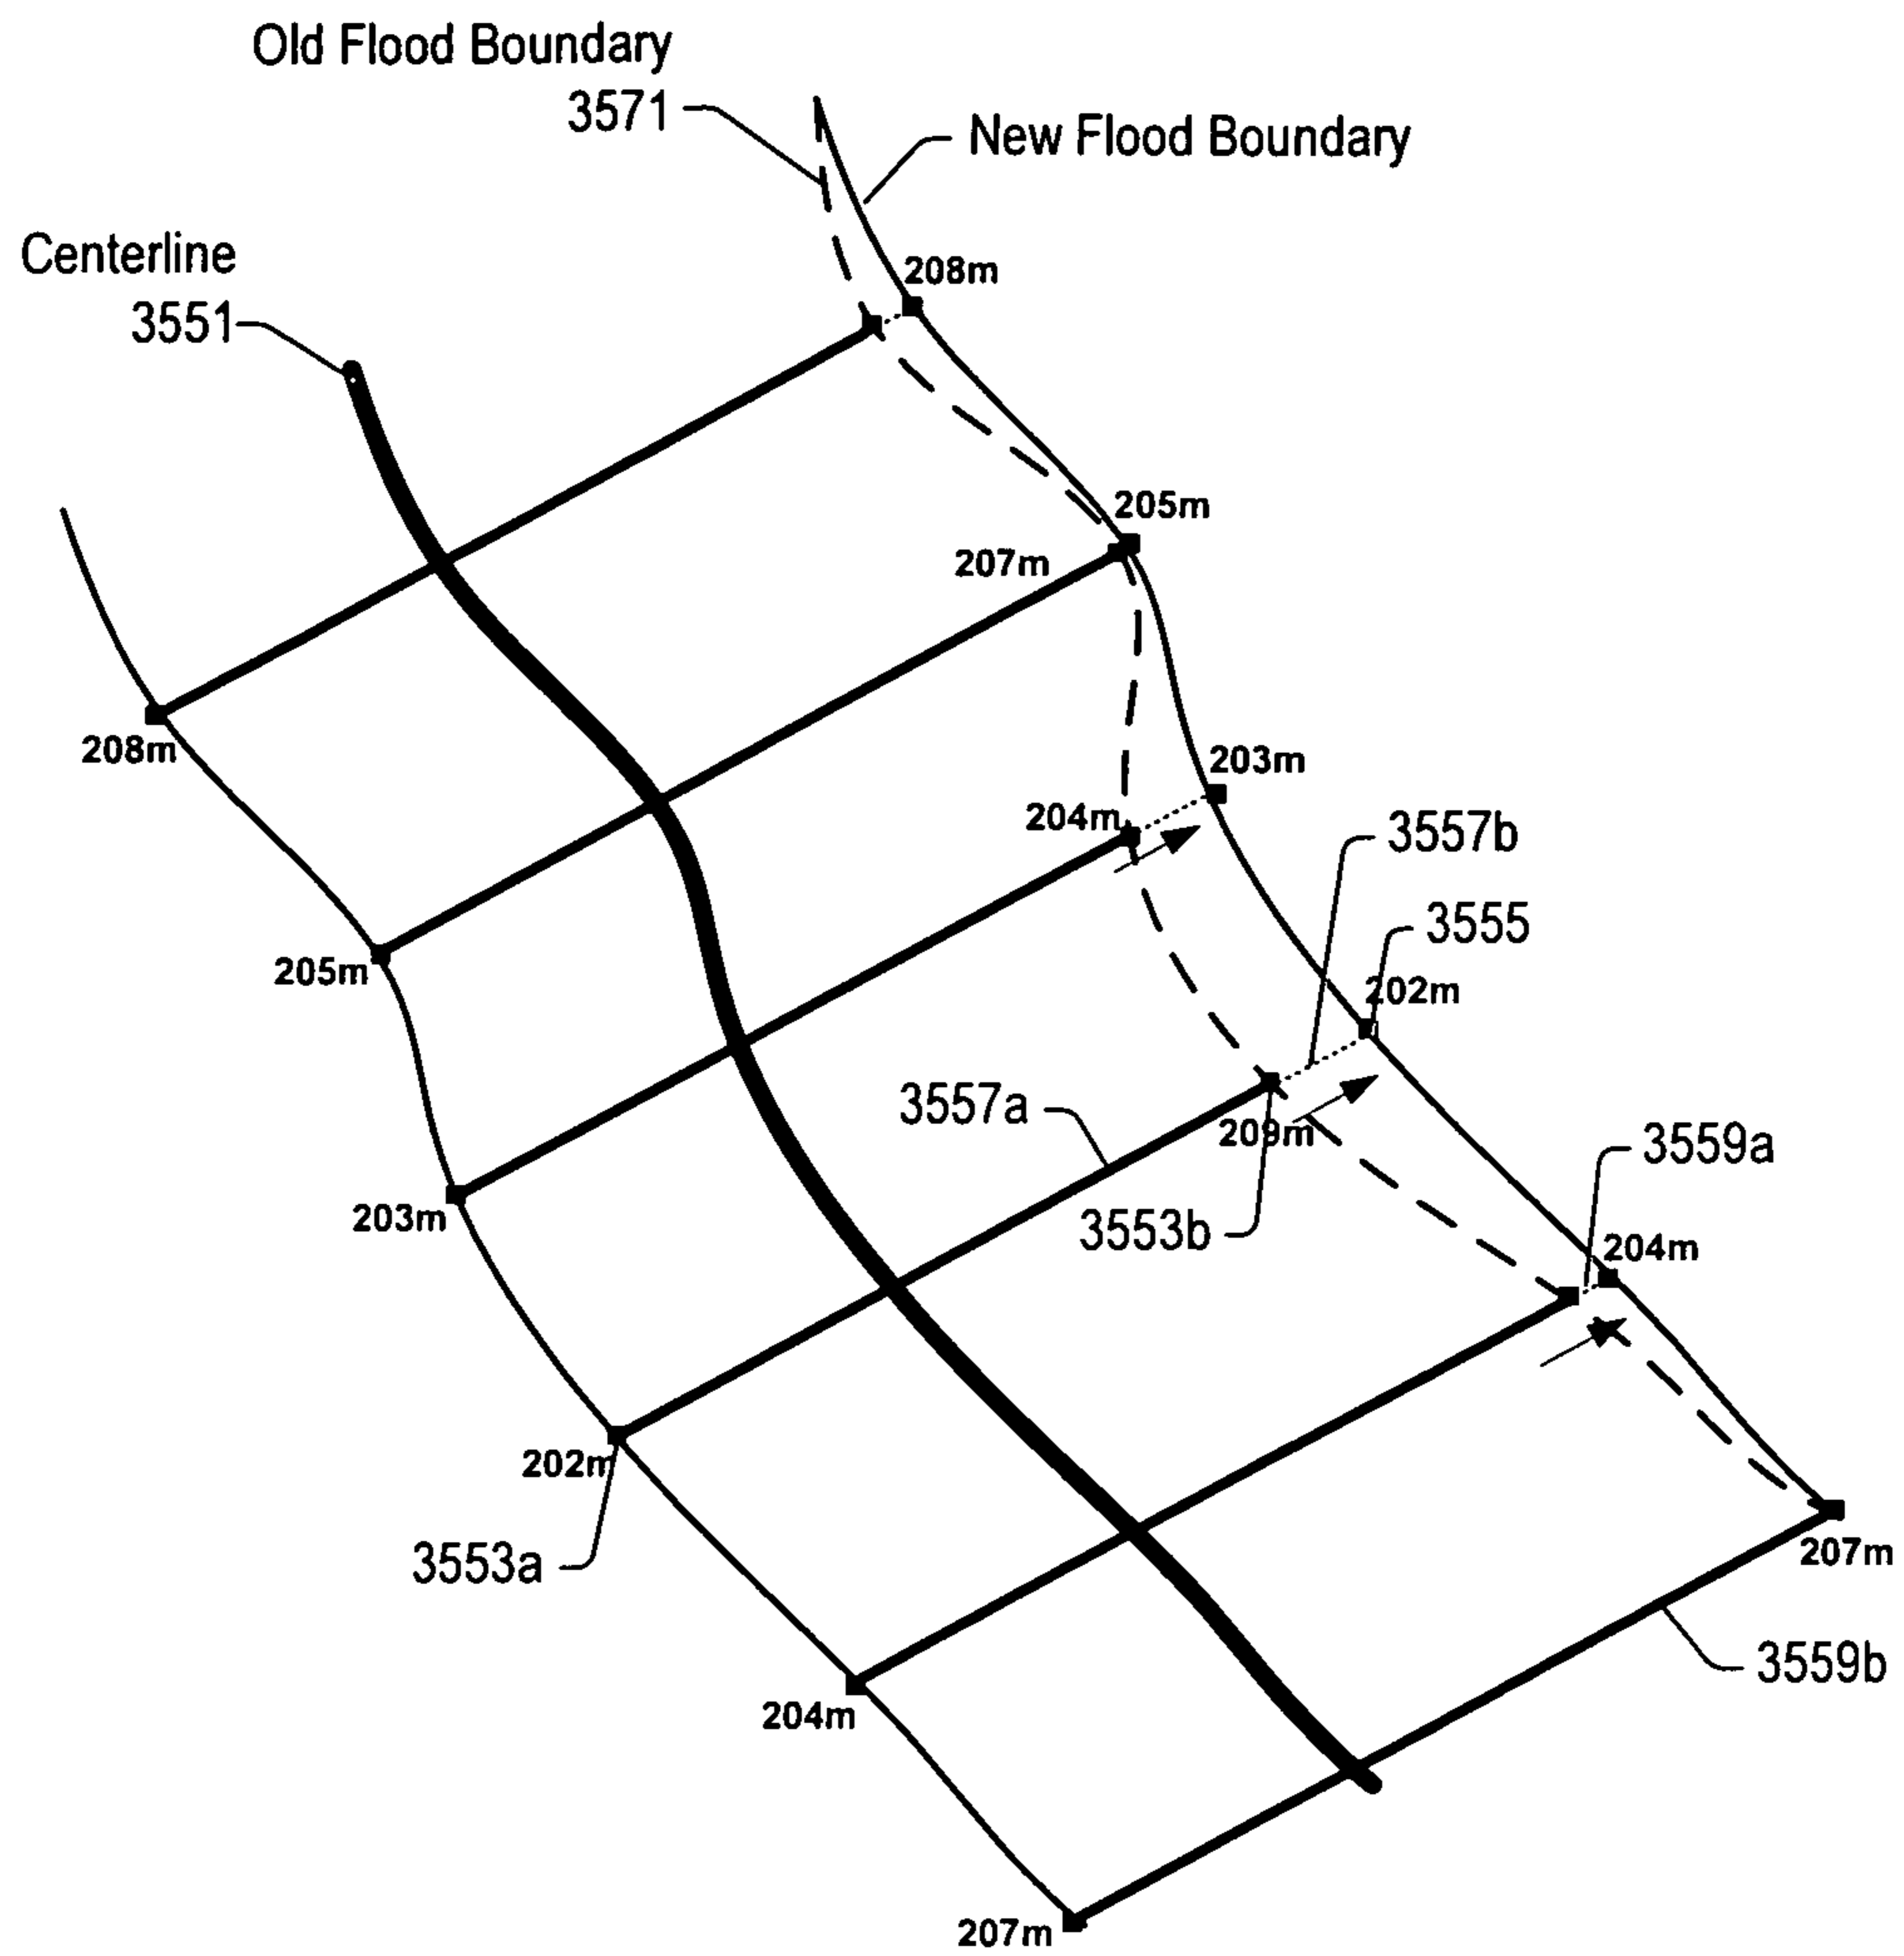 Old Flood Boundary
3571
New Flood Boundary
Centerline
3551
208m
205m
207m
208m
203m
204m
3557b
3555
205m
202m
3557a
209m
3559a
203m
3553b
204m
202m
3553a
207m
3559b
204m
207m